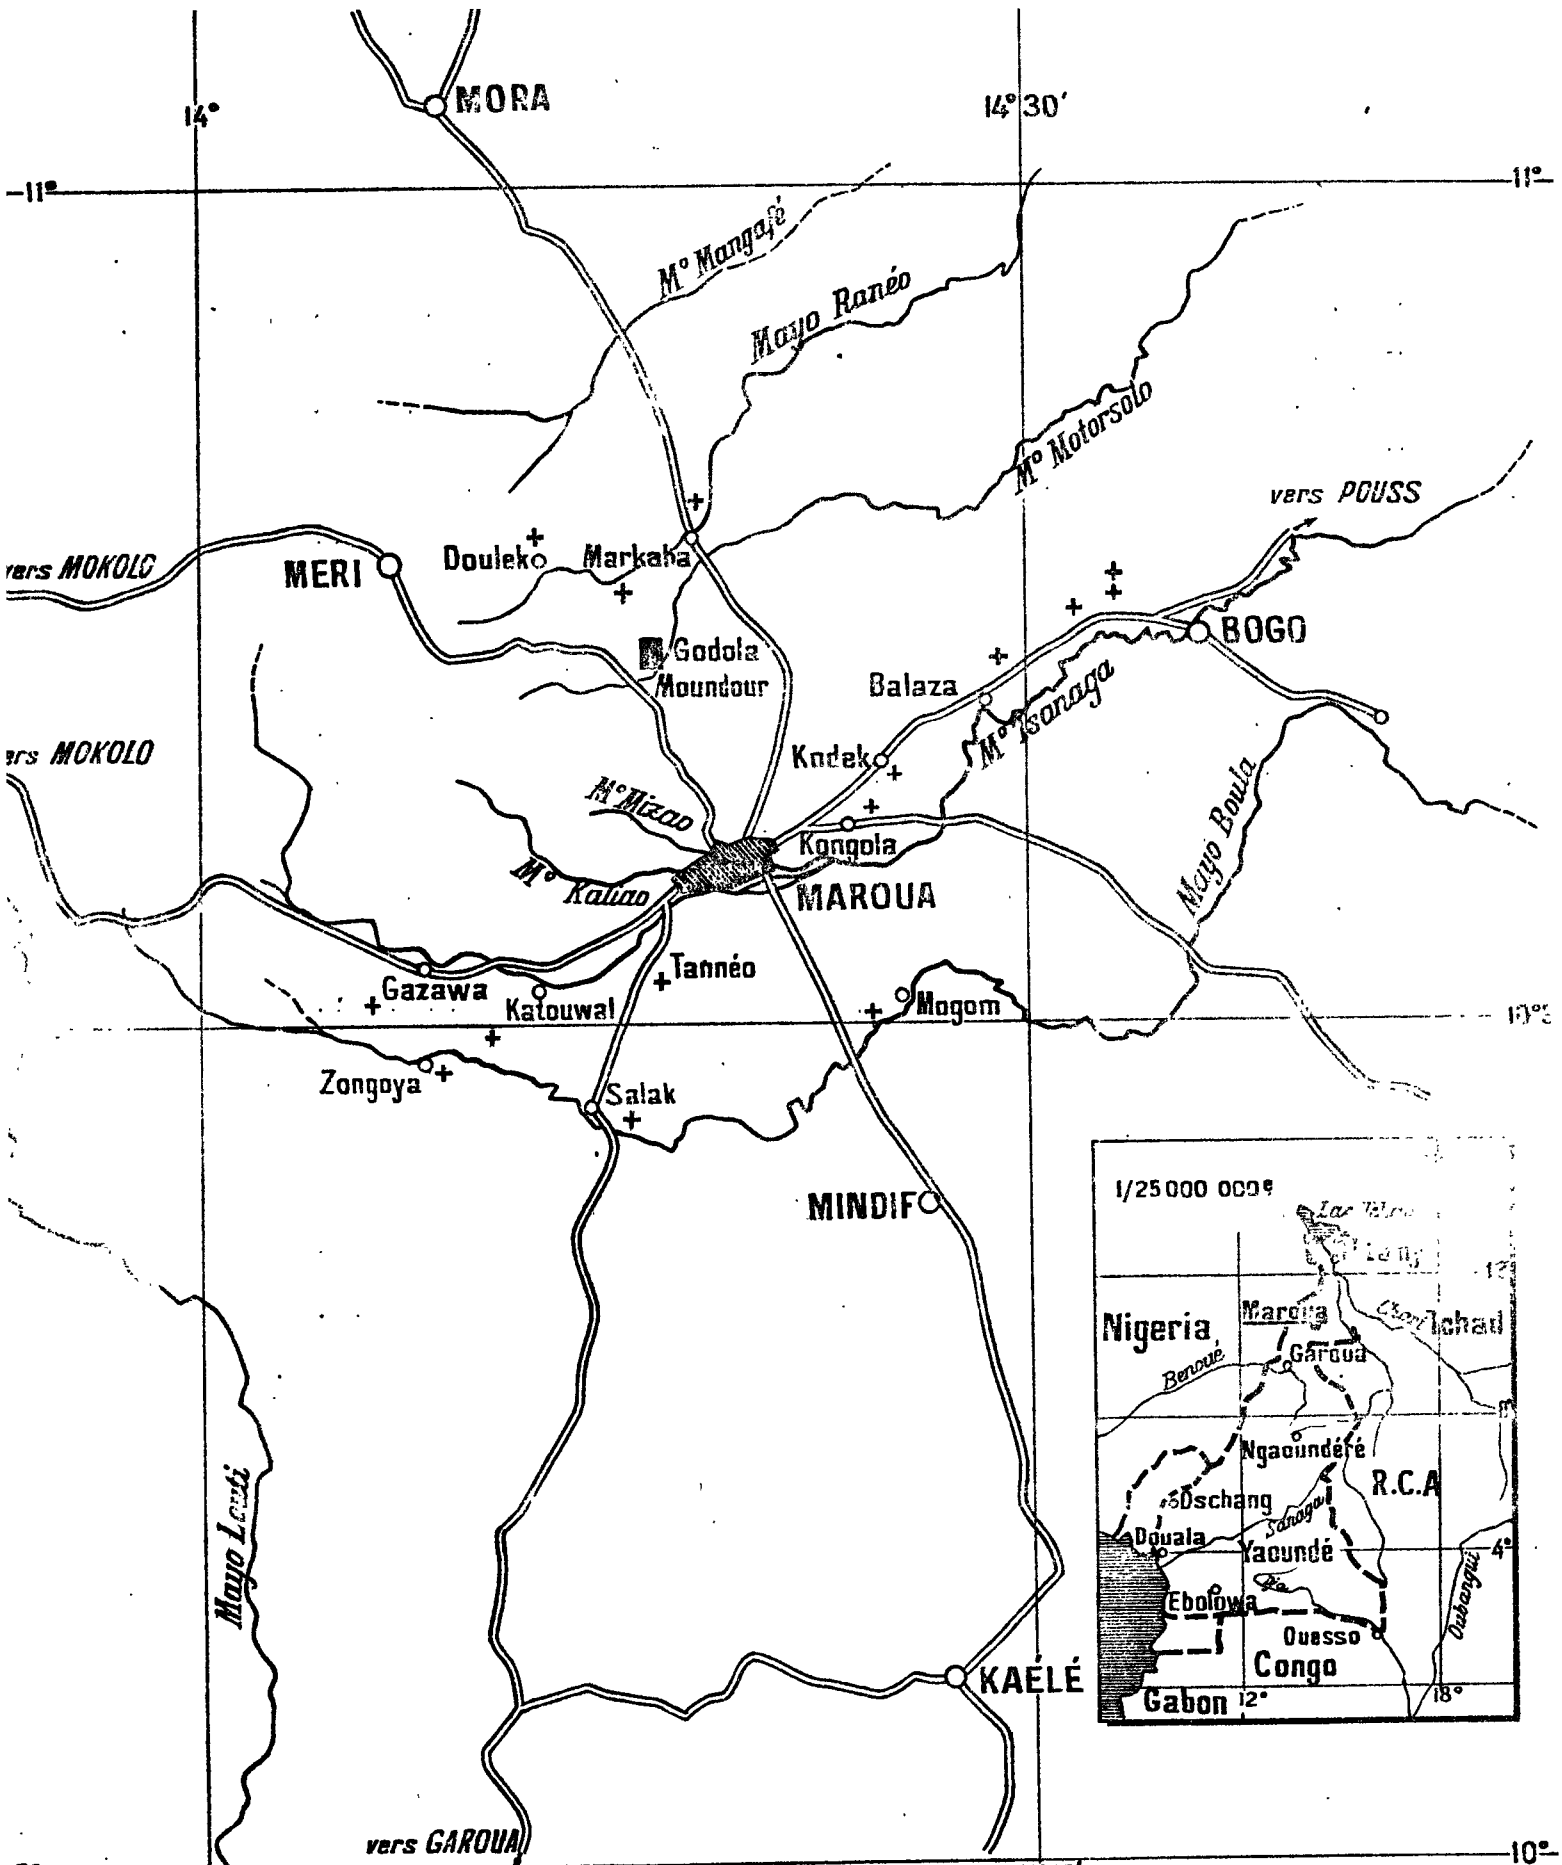 MORA
14°
14° 30′
11°
11°
M° Mangafé
Mayo Ranéo
M° Motorsolo
vers POUSS
vers MOKOLO
MERI
Doulek
Markaba
BOGO
Godola
Moundour
Balaza
M° Tsanaga
vers MOKOLO
Kodek
M° Mizao
Mayo Boula
Kongola
M° Kaliao
MAROUA
Tannéo
Gazawa
Katouwal
Mogom
Zongoya
Salak
MINDIF
1/25 000 000e
Maroua
Nigeria
Tchad
Garoua
Benoué
Ngaoundéré
R.C.A
Dschang
Sanaga
Douala
Yaoundé
4°
Dja
Ebolowa
Oubangui
Ouesso
Congo
Gabon
12°
18°
Mayo Louti
KAÉLÉ
vers GAROUA
10°